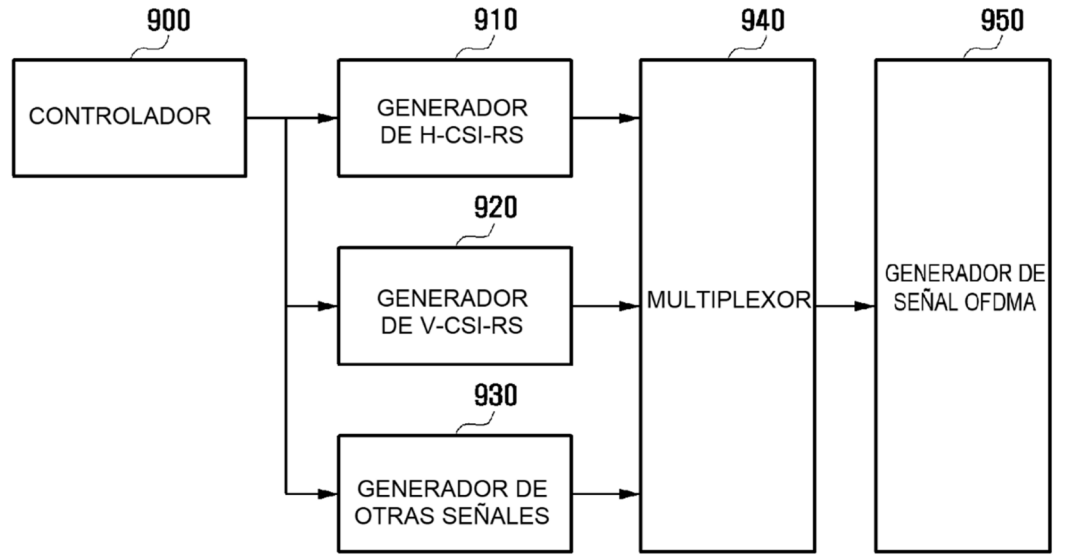 900
910
940
950
CONTROLADOR
GENERADOR
DE H-CSI-RS
920
GENERADOR
DE V-CSI-RS
MULTIPLEXOR
GENERADOR DE
SEÑAL OFDMA
930
GENERADOR DE
OTRAS SEÑALES